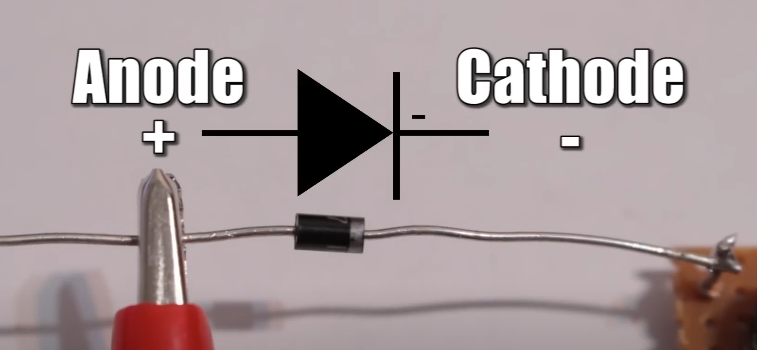 Anode Cathode
+ - -